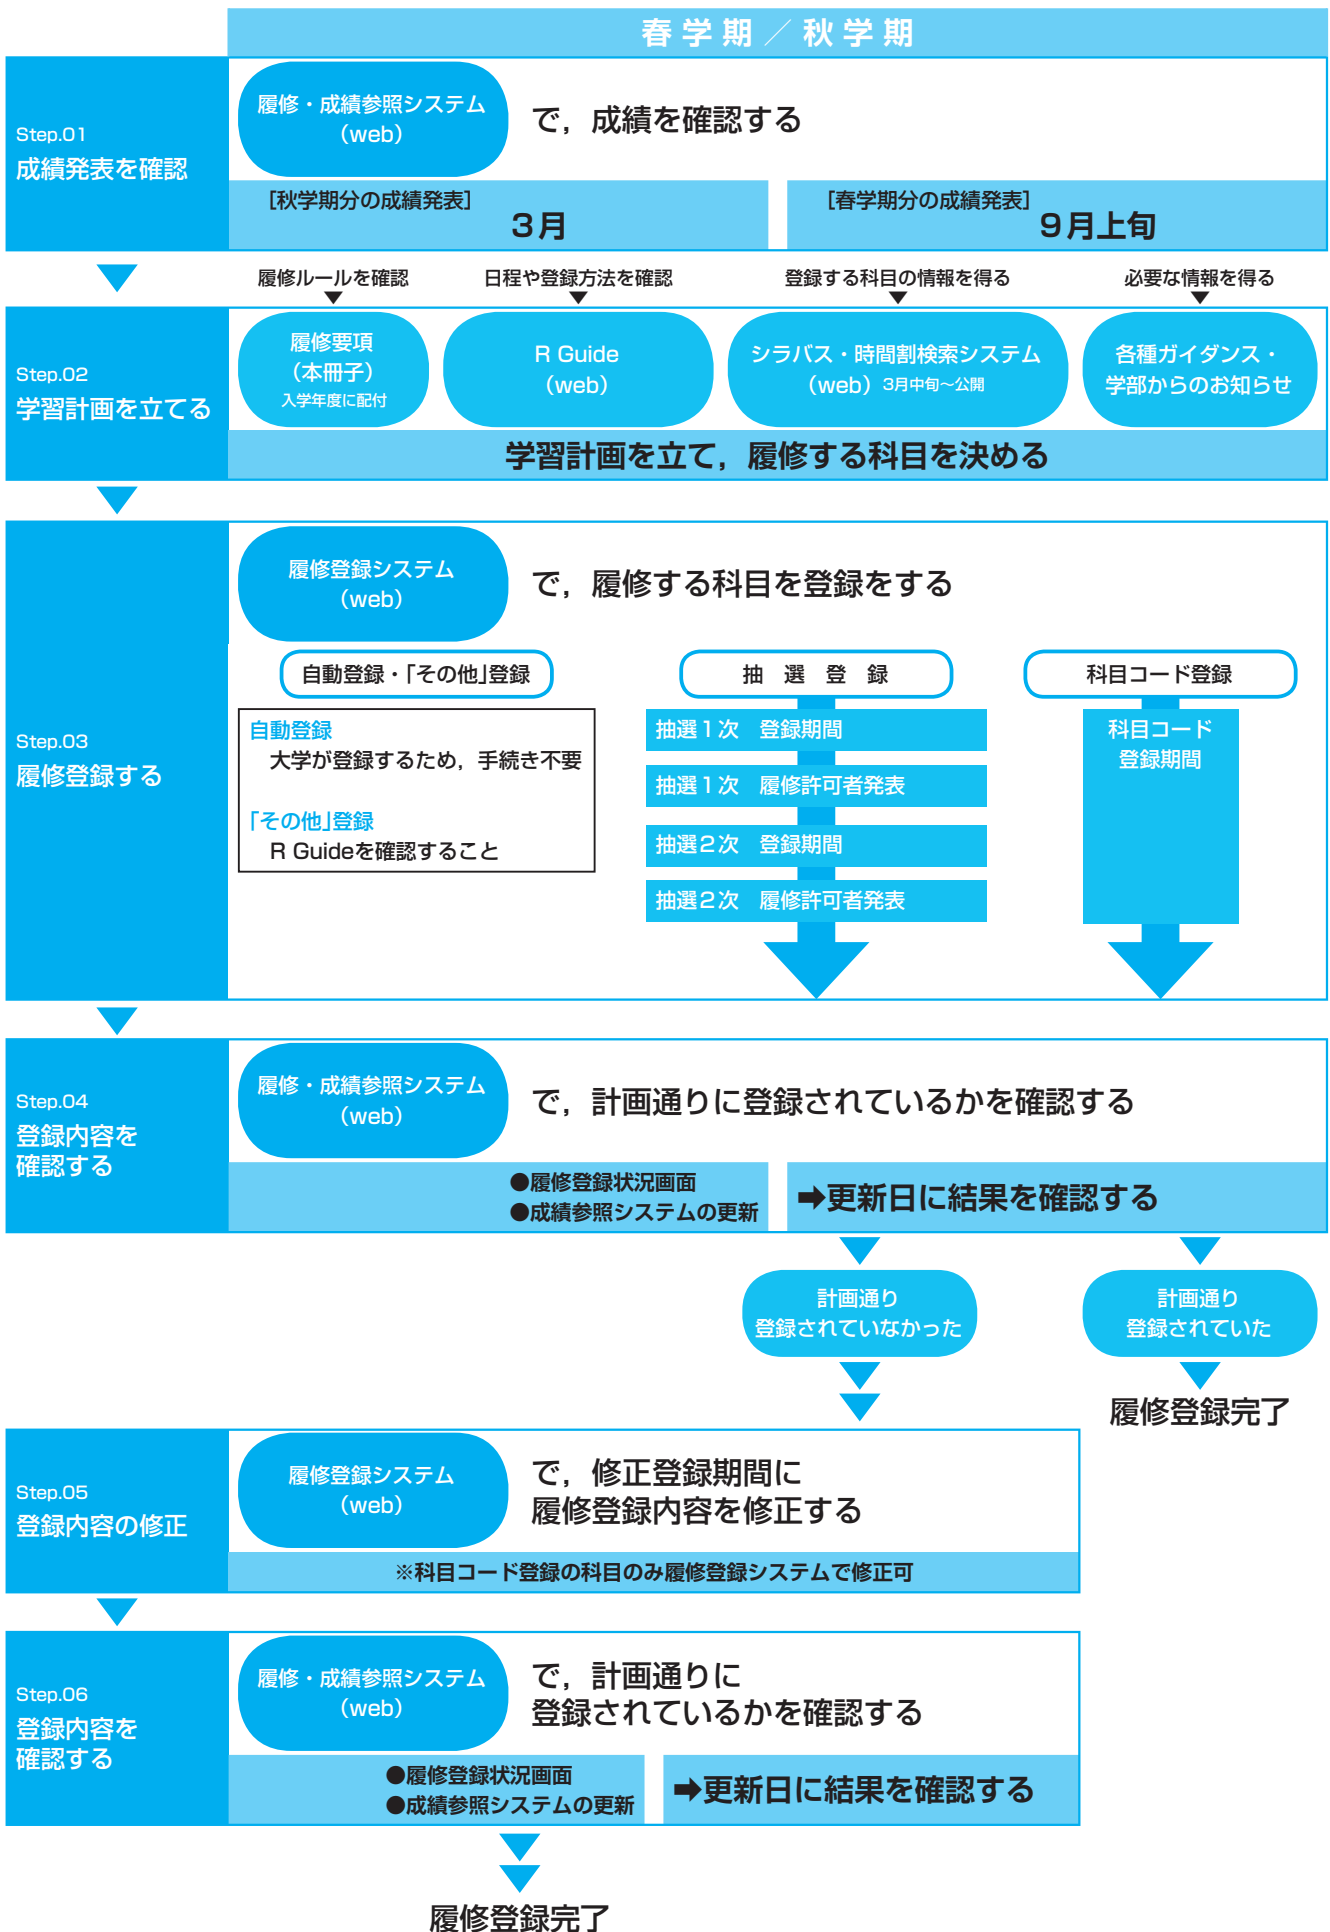 春学期／秋学期
Step.01
成績発表を確認
履修・成績参照システム
（web）
で，成績を確認する
［秋学期分の成績発表］
3月
［春学期分の成績発表］
9月上旬
履修ルールを確認
日程や登録方法を確認
登録する科目の情報を得る
必要な情報を得る
Step.02
学習計画を立てる
履修要項
（本冊子）
入学年度に配付
R Guide
（web）
シラバス・時間割検索システム
（web）3月中旬～公開
各種ガイダンス・
学部からのお知らせ
学習計画を立て，履修する科目を決める
Step.03
履修登録する
履修登録システム
（web）
で，履修する科目を登録をする
自動登録・「その他」登録
自動登録
大学が登録するため，手続き不要
「その他」登録
R Guideを確認すること
抽選登録
抽選1次　登録期間
抽選1次　履修許可者発表
抽選2次　登録期間
抽選2次　履修許可者発表
科目コード登録
科目コード
登録期間
Step.04
登録内容を
確認する
履修・成績参照システム
（web）
で，計画通りに登録されているかを確認する
●履修登録状況画面
●成績参照システムの更新
➡更新日に結果を確認する
計画通り
登録されていなかった
計画通り
登録されていた
履修登録完了
Step.05
登録内容の修正
履修登録システム
（web）
で，修正登録期間に
履修登録内容を修正する
※科目コード登録の科目のみ履修登録システムで修正可
Step.06
登録内容を
確認する
履修・成績参照システム
（web）
で，計画通りに
登録されているかを確認する
●履修登録状況画面
●成績参照システムの更新
➡更新日に結果を確認する
履修登録完了